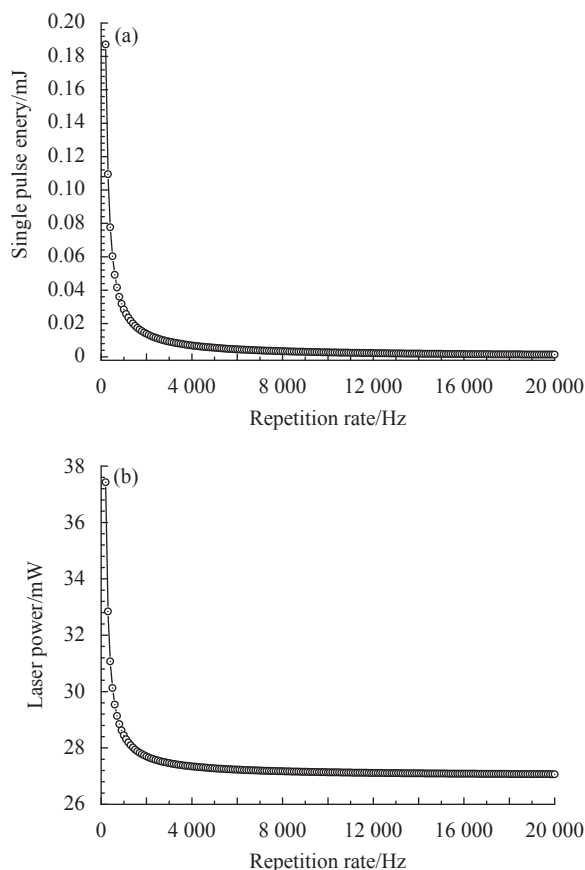 (a)
Single pulse enery/mJ
0.20
0.18
0.16
0.14
0.12
0.10
0.08
0.06
0.04
0.02
0
0 4 000 8 000 12 000 16 000 20 000
Repetition rate/Hz
(b)
Laser power/mW
38
36
34
32
30
28
26
0 4 000 8 000 12 000 16 000 20 000
Repetition rate/Hz